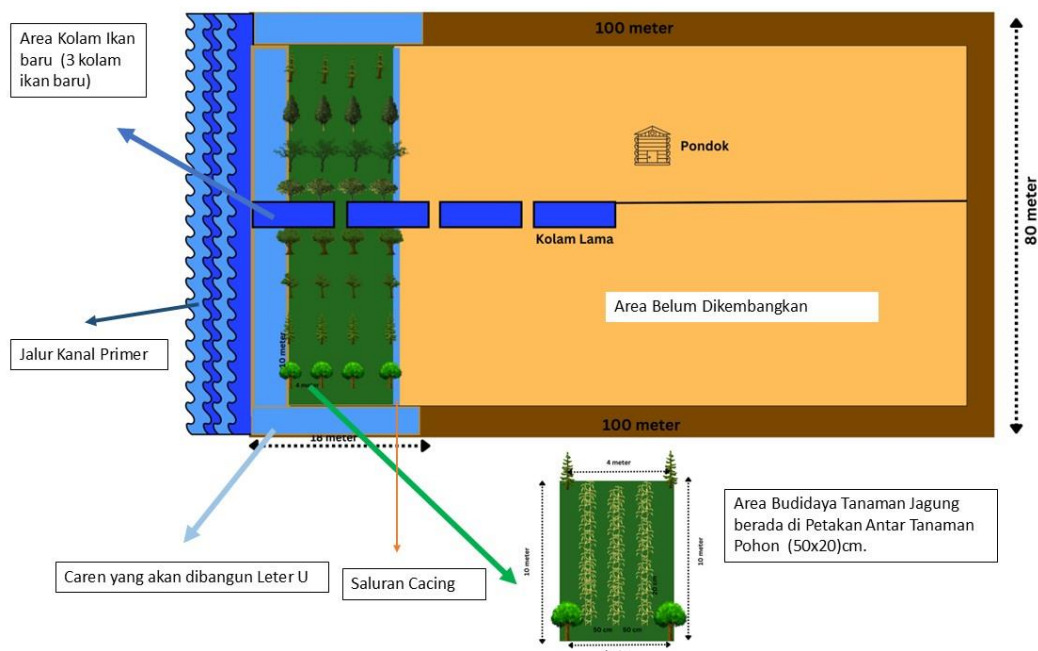 Area Kolam Ikan
baru (3 kolam
ikan baru)
100 meter
Pondok
80 meter
Kolam Lama
Area Belum Dikembangkan
Jalur Kanal Primer
10 meter
4 meter
18 meter
100 meter
Caren yang akan dibangun Leter U
Saluran Cacing
4 meter
10 meter
10 meter
50 cm
Area Budidaya Tanaman Jagung
berada di Petakan Antar Tanaman
Pohon (50x20)cm.